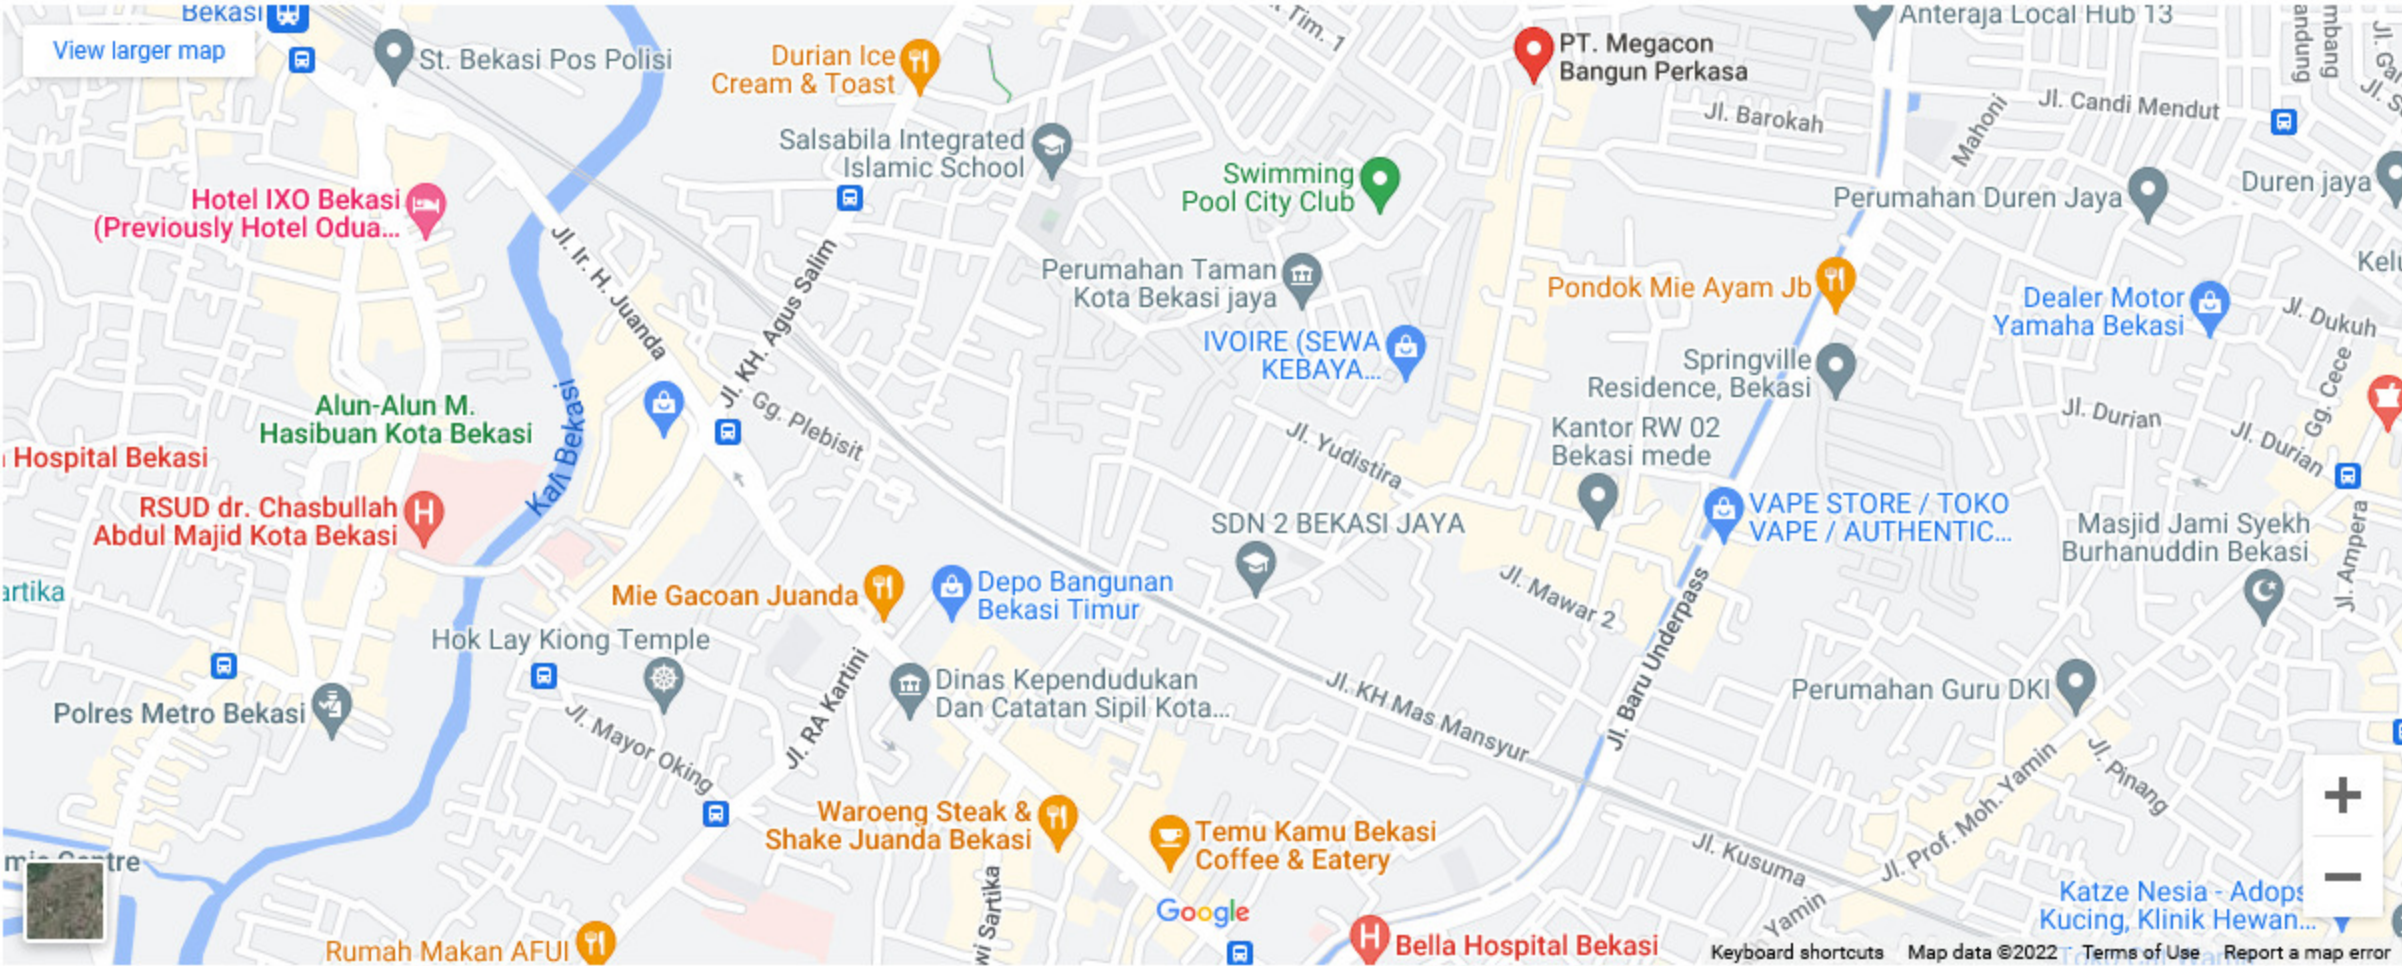 Bekasi
View larger map
St. Bekasi Pos Polisi
Durian Ice
Cream & Toast
Tim. 1
PT. Megacon
Bangun Perkasa
Anteraja Local Hub 13
Jl. Barokah
Jl. Candi Mendut
Mahoni
Salsabila Integrated
Islamic School
Swimming
Pool City Club
Perumahan Duren Jaya
Duren jaya
Hotel IXO Bekasi
(Previously Hotel Odua...
Jl. Ir. H. Juanda
Jl. KH. Agus Salim
Perumahan Taman
Kota Bekasi jaya
Pondok Mie Ayam Jb
Dealer Motor
Yamaha Bekasi
Jl. Dukuh
Gg. Cece
IVOIRE (SEWA
KEBAYA...
Springville
Residence, Bekasi
Alun-Alun M.
Hasibuan Kota Bekasi
Kali Bekasi
Gg. Plebisit
Jl. Yudistira
Kantor RW 02
Bekasi mede
Jl. Durian
Jl. Durian
Hospital Bekasi
RSUD dr. Chasbullah
Abdul Majid Kota Bekasi
SDN 2 BEKASI JAYA
VAPE STORE / TOKO
VAPE / AUTHENTIC...
Masjid Jami Syekh
Burhanuddin Bekasi
Jl. Ampera
artika
Mie Gacoan Juanda
Depo Bangunan
Bekasi Timur
Jl. Mawar 2
Jl. Baru Underpass
Hok Lay Kiong Temple
Jl. RA Kartini
Dinas Kependudukan
Dan Catatan Sipil Kota...
Jl. KH Mas Mansyur
Perumahan Guru DKI
Polres Metro Bekasi
Jl. Mayor Oking
Jl. Pinang
Jl. Prof. Moh. Yamin
Waroeng Steak &
Shake Juanda Bekasi
Temu Kamu Bekasi
Coffee & Eatery
Jl. Kusuma
wi Sartika
Google
Katze Nesia - Adops
Kucing, Klinik Hewan...
Yamin
Rumah Makan AFUI
Bella Hospital Bekasi
Keyboard shortcuts
Map data ©2022
Terms of Use
Report a map error